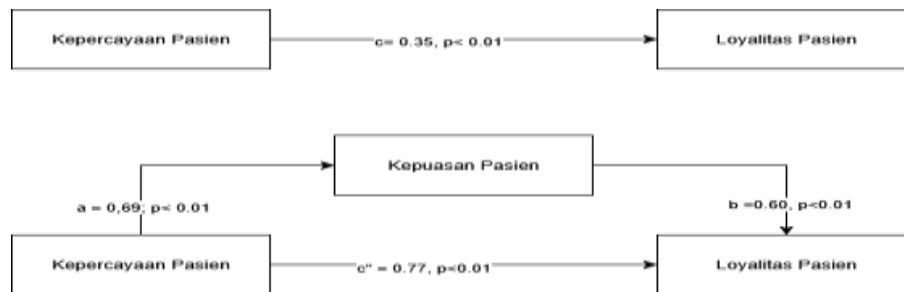 Kepercayaan Pasien
c= 0.35, p< 0.01
Loyalitas Pasien
Kepuasan Pasien
a = 0,69; p< 0.01
b =0.60, p<0.01
Kepercayaan Pasien
c" = 0.77, p<0.01
Loyalitas Pasien